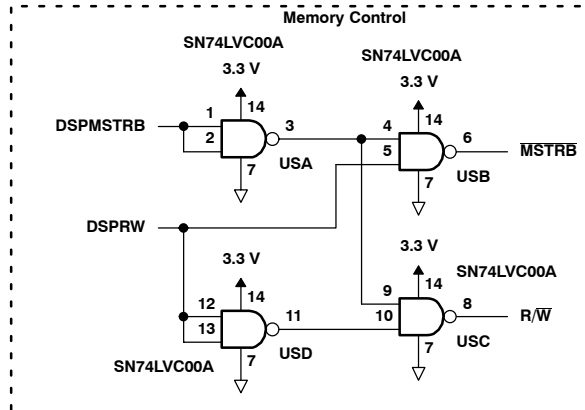 Memory Control
SN74LVC00A
SN74LVC00A
3.3 V
3.3 V
14
14
DSPMSTRB
1
2
3
4
5
6
MSTRB
7
USA
7
USB
DSPRW
3.3 V
3.3 V
SN74LVC00A
14
14
12
13
11
9
10
8
R/W
7
USD
7
USC
SN74LVC00A